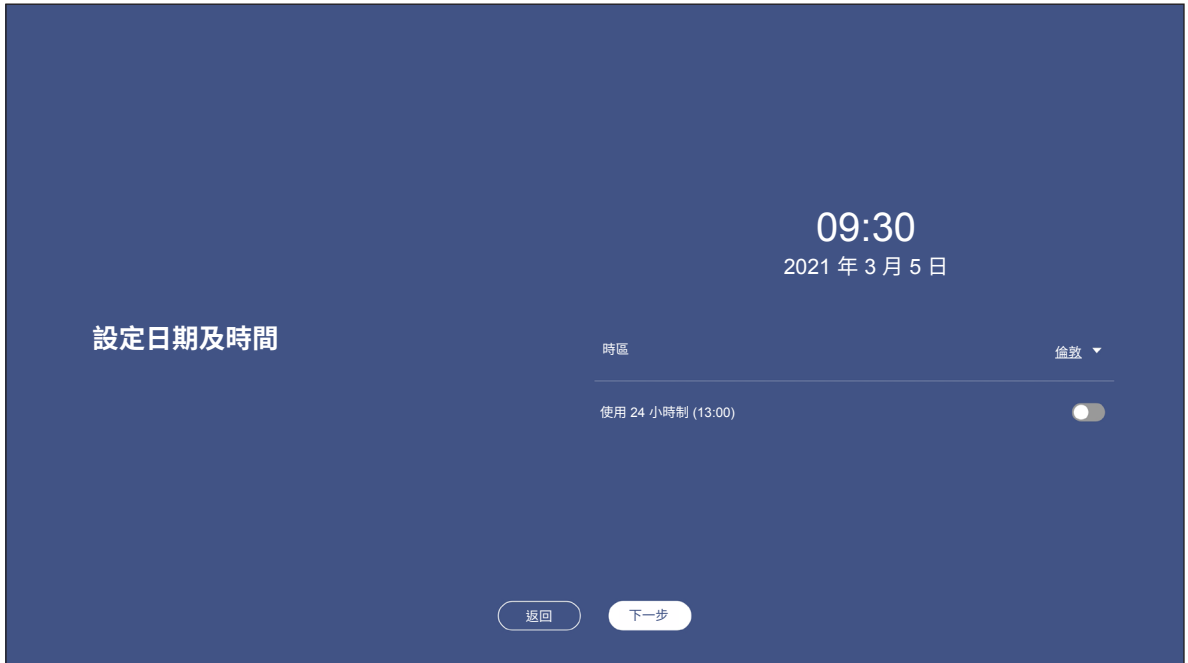 09:30
2021 年 3 月 5 日
設定日期及時間
時區
倫敦
使用 24 小時制 (13:00)
返回
下一步